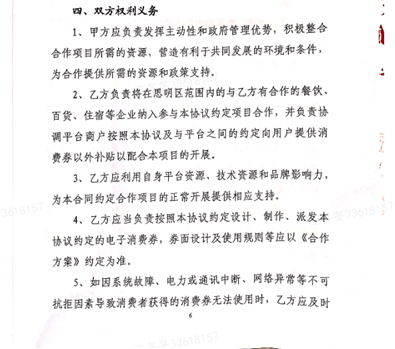 四、双方权利义务
1、甲方应负责发挥主动性和政府管理优势，积极整合
合作项目所需的资源，营造有利于共同发展的环境和条件，
为合作提供所需的资源和政策支持。
2、乙方负责将在思明区范围内的与乙方有合作的餐饮、
百货、住宿等企业纳入参与本协议约定项目合作，并负责协
调平台商户按照本协议及与平台之间的约定向用户提供消
费券以外补贴以配合本项目的开展。
3、乙方应利用自身平台资源、技术资源和品牌影响力，
为本合同约定合作项目的正常开展提供相应支持。
4、乙方应当负责按照本协议约定设计、制作、派发本
协议约定的电子消费券，券面设计及使用规则等应以《合作
方案》约定为准。
5、如因系统故障、电力或通讯中断、网络异常等不可
抗拒因素导致消费者获得的消费券无法使用时，乙方应及时
6
33618157